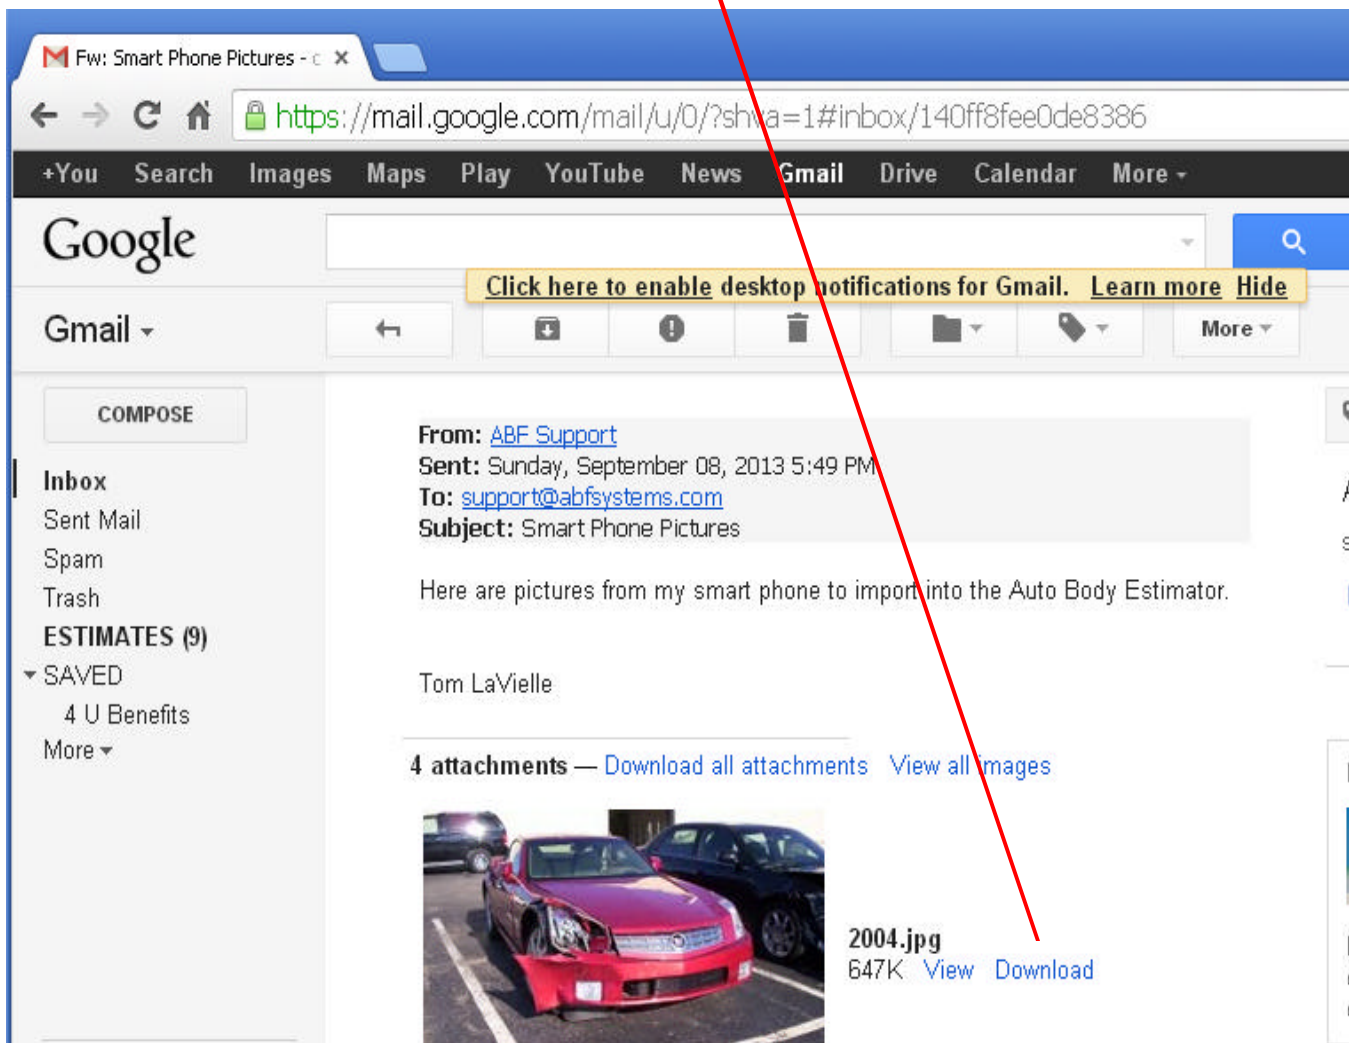 Fw: Smart Phone Pictures - c
https://mail.google.com/mail/u/0/?shva=1#inbox/140ff8fee0de8386
+You Search Images Maps Play YouTube News Gmail Drive Calendar More
Google
Click here to enable desktop notifications for Gmail. Learn more Hide
Gmail
More
COMPOSE
Inbox
Sent Mail
Spam
Trash
ESTIMATES (9)
SAVED
4 U Benefits
More
From: ABF Support
Sent: Sunday, September 08, 2013 5:49 PM
To: support@abfsystems.com
Subject: Smart Phone Pictures
Here are pictures from my smart phone to import into the Auto Body Estimator.
Tom LaVielle
4 attachments — Download all attachments View all images
2004.jpg
647K View Download